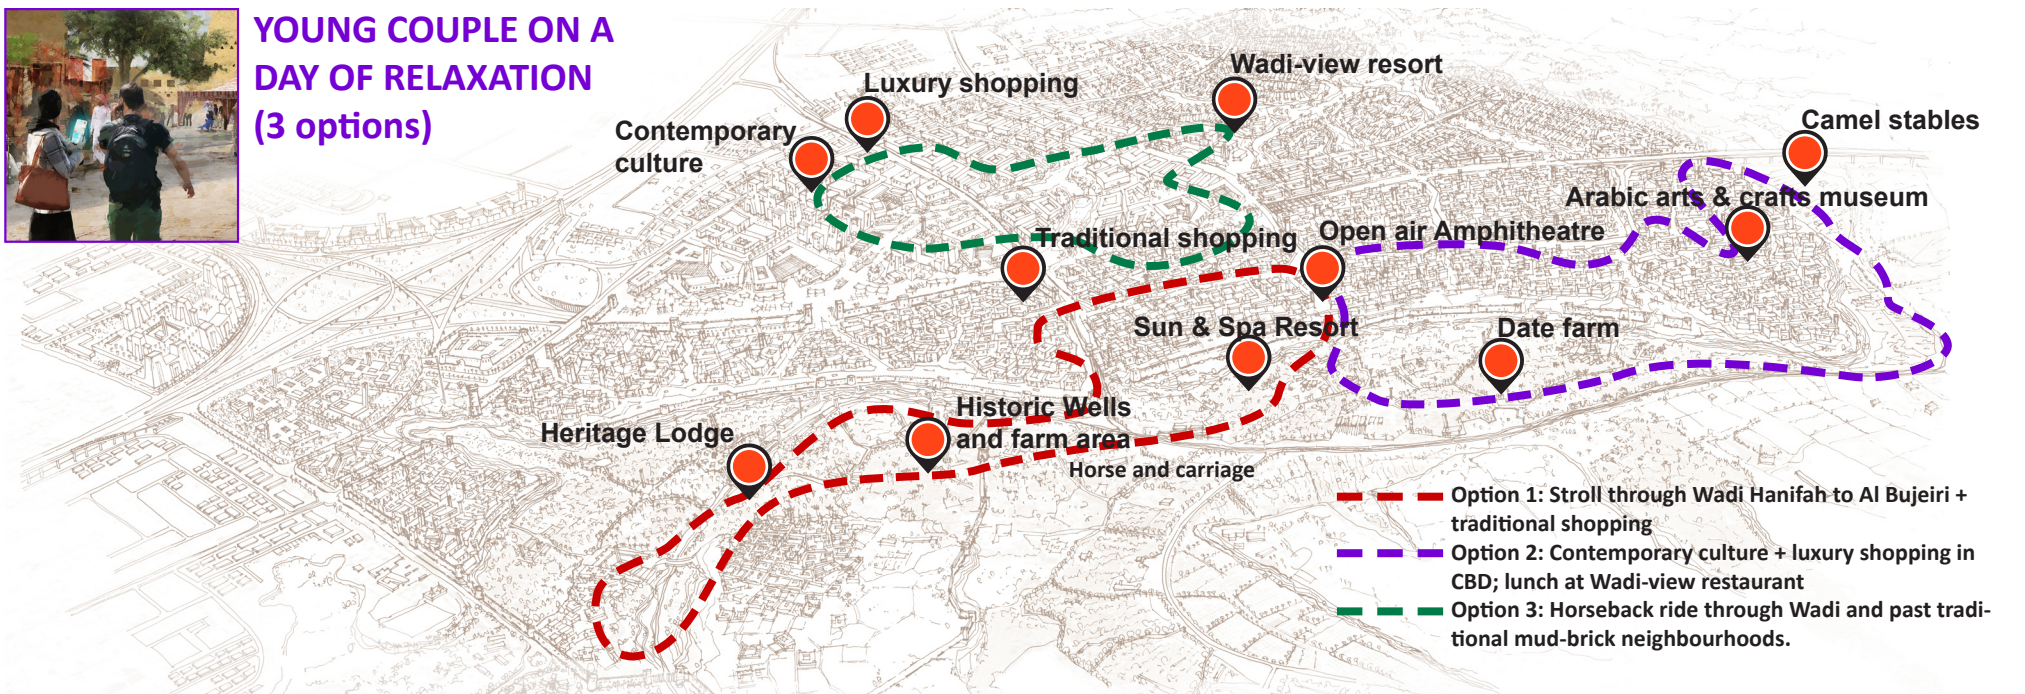 YOUNG COUPLE ON A
DAY OF RELAXATION
(3 options)
Luxury shopping
Wadi-view resort
Contemporary
culture
Camel stables
Arabic arts & crafts museum
Traditional shopping
Open air Amphitheatre
Sun & Spa Resort
Date farm
Historic Wells
and farm area
Heritage Lodge
Horse and carriage
Option 1: Stroll through Wadi Hanifah to Al Bujeiri +
traditional shopping
Option 2: Contemporary culture + luxury shopping in
CBD; lunch at Wadi-view restaurant
Option 3: Horseback ride through Wadi and past tradi-
tional mud-brick neighbourhoods.